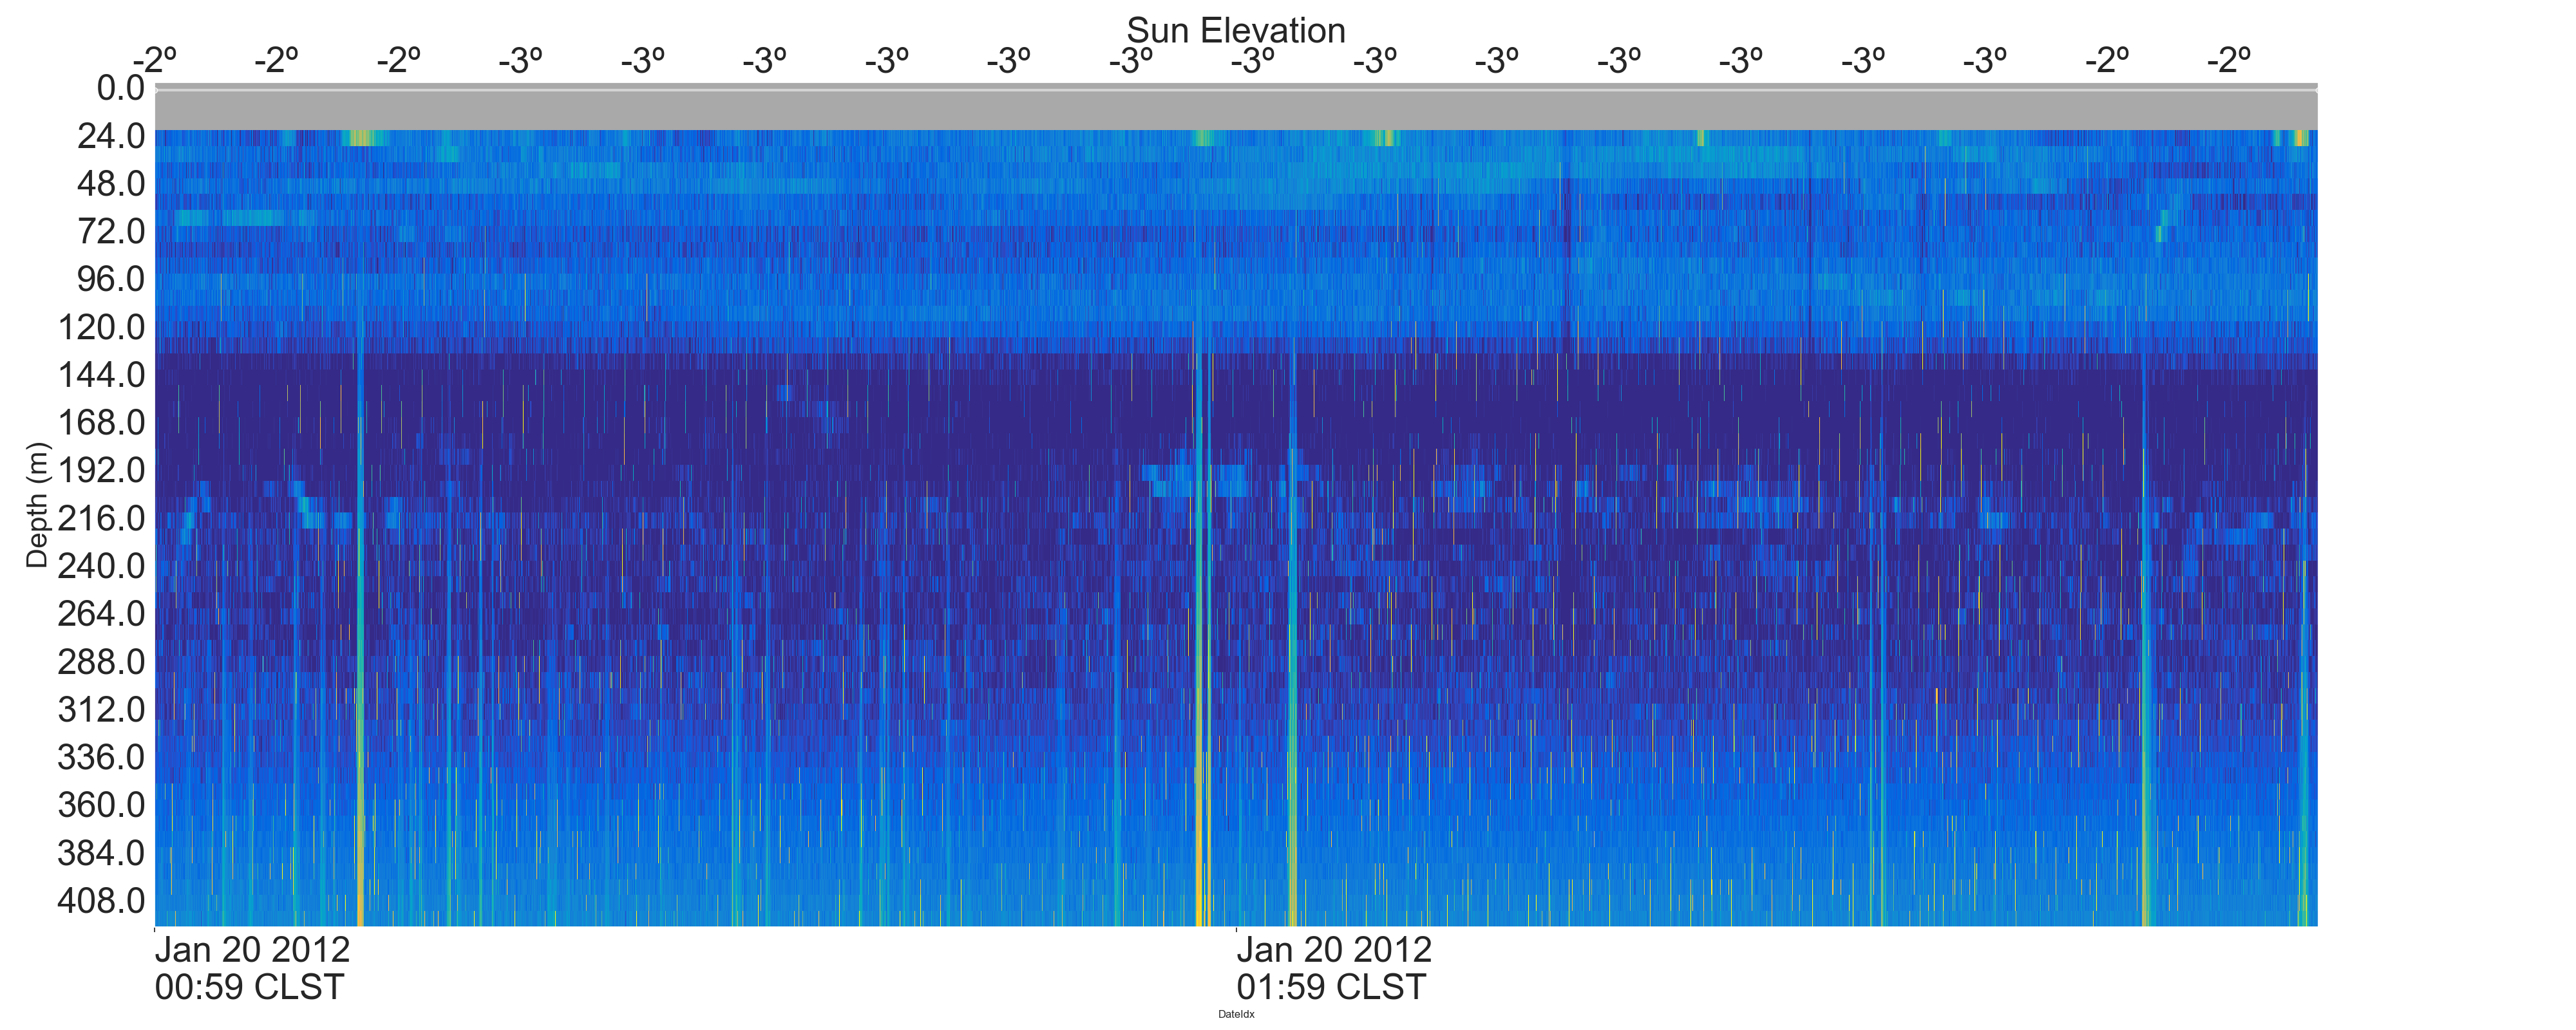 Sun Elevation
-2º -2º -2º -3º -3º -3º -3º -3º -3º -3º -3º -3º -3º -3º -3º -3º -2º -2º
0.0
24.0
48.0
72.0
96.0
120.0
144.0
168.0
192.0
216.0
240.0
264.0
288.0
312.0
336.0
360.0
384.0
408.0
Depth (m)
Jan 20 2012
00:59 CLST
Jan 20 2012
01:59 CLST
DateIdx